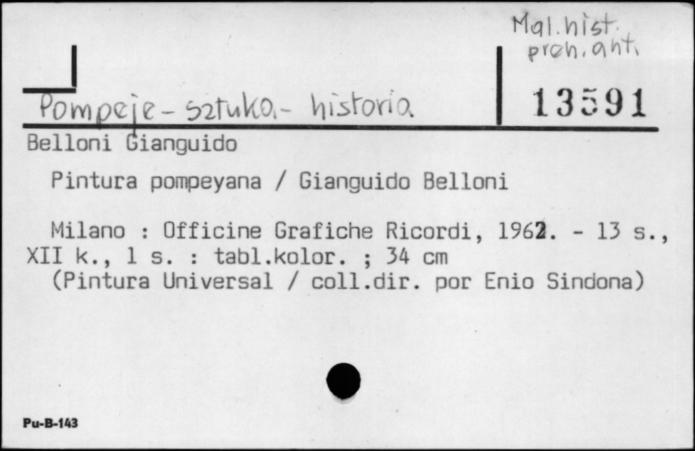 Mal.hist.
preh.ant.
Pompeje - sztuka - historia
13591
Belloni Gianguido
Pintura pompeyana / Gianguido Belloni
Milano : Officine Grafiche Ricordi, 1962. - 13 s.,
XII k., 1 s. : tabl.kolor. ; 34 cm
(Pintura Universal / coll.dir. por Enio Sindona)
Pu-B-143